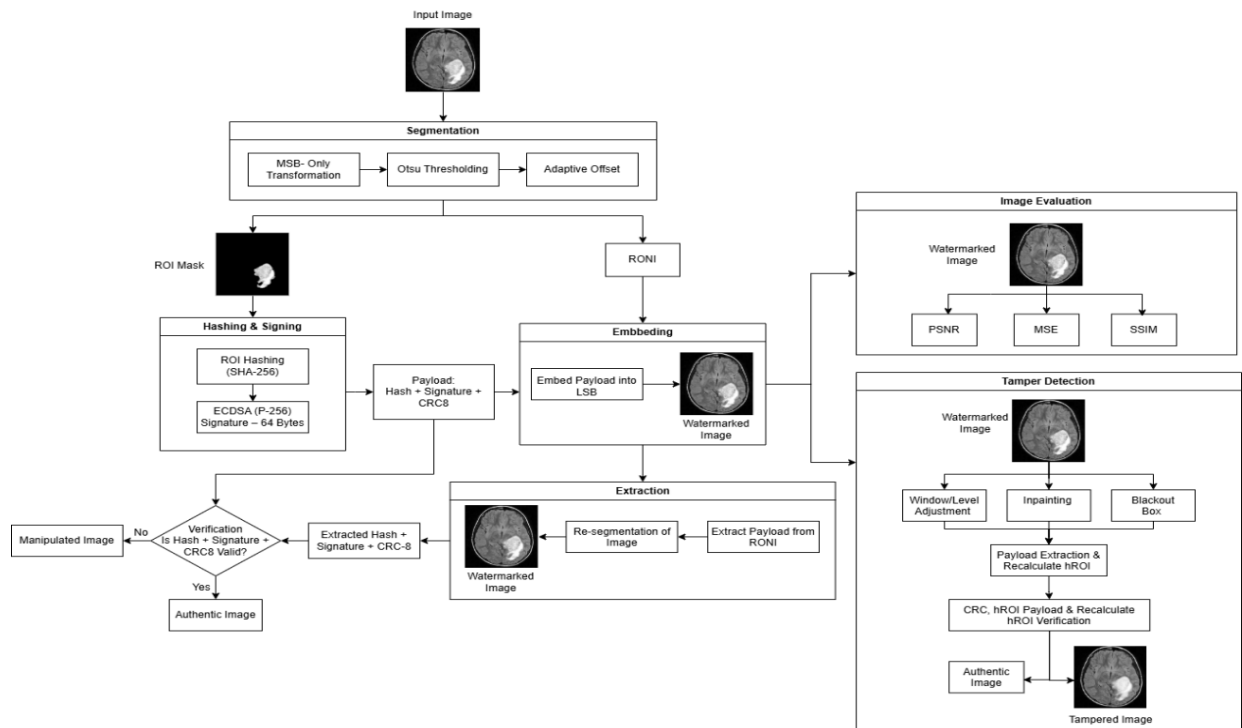 Input Image
Segmentation
MSB- Only
Transformation
Otsu Thresholding
Adaptive Offset
ROI Mask
RONI
Hashing & Signing
ROI Hashing
(SHA-256)
ECDSA (P-256)
Signature – 64 Bytes
Payload:
Hash + Signature +
CRC8
Embbeding
Embed Payload into
LSB
Watermarked
Image
Image Evaluation
Watermarked
Image
PSNR
MSE
SSIM
Tamper Detection
Watermarked
Image
Window/Level
Adjustment
Inpainting
Blackout
Box
Payload Extraction &
Recalculate hROI
CRC, hROI Payload & Recalculate
hROI Verification
Authentic
Image
Tampered Image
Extraction
Extract Payload from
RONI
Re-segmentation of
Image
Watermarked
Image
Extracted Hash +
Signature + CRC-8
Verification
Is Hash + Signature +
CRC8 Valid?
No
Manipulated Image
Yes
Authentic Image